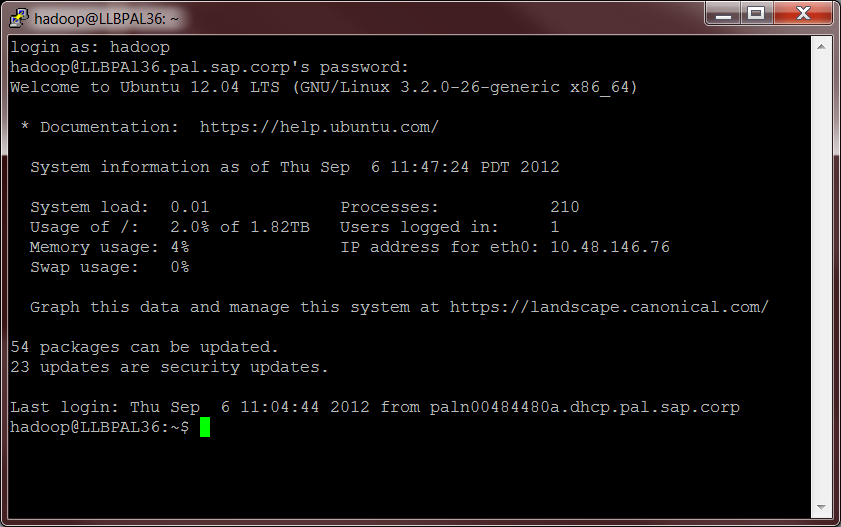 hadoop@LLBPAL36: ~
login as: hadoop
hadoop@LLBPAl36.pal.sap.corp's password:
Welcome to Ubuntu 12.04 LTS (GNU/Linux 3.2.0-26-generic x86_64)
* Documentation:  https://help.ubuntu.com/
System information as of Thu Sep  6 11:47:24 PDT 2012
System load:  0.01             Processes:           210
Usage of /:   2.0% of 1.82TB   Users logged in:     1
Memory usage: 4%               IP address for eth0: 10.48.146.76
Swap usage:   0%
Graph this data and manage this system at https://landscape.canonical.com/
54 packages can be updated.
23 updates are security updates.
Last login: Thu Sep  6 11:04:44 2012 from paln00484480a.dhcp.pal.sap.corp
hadoop@LLBPAL36:~$